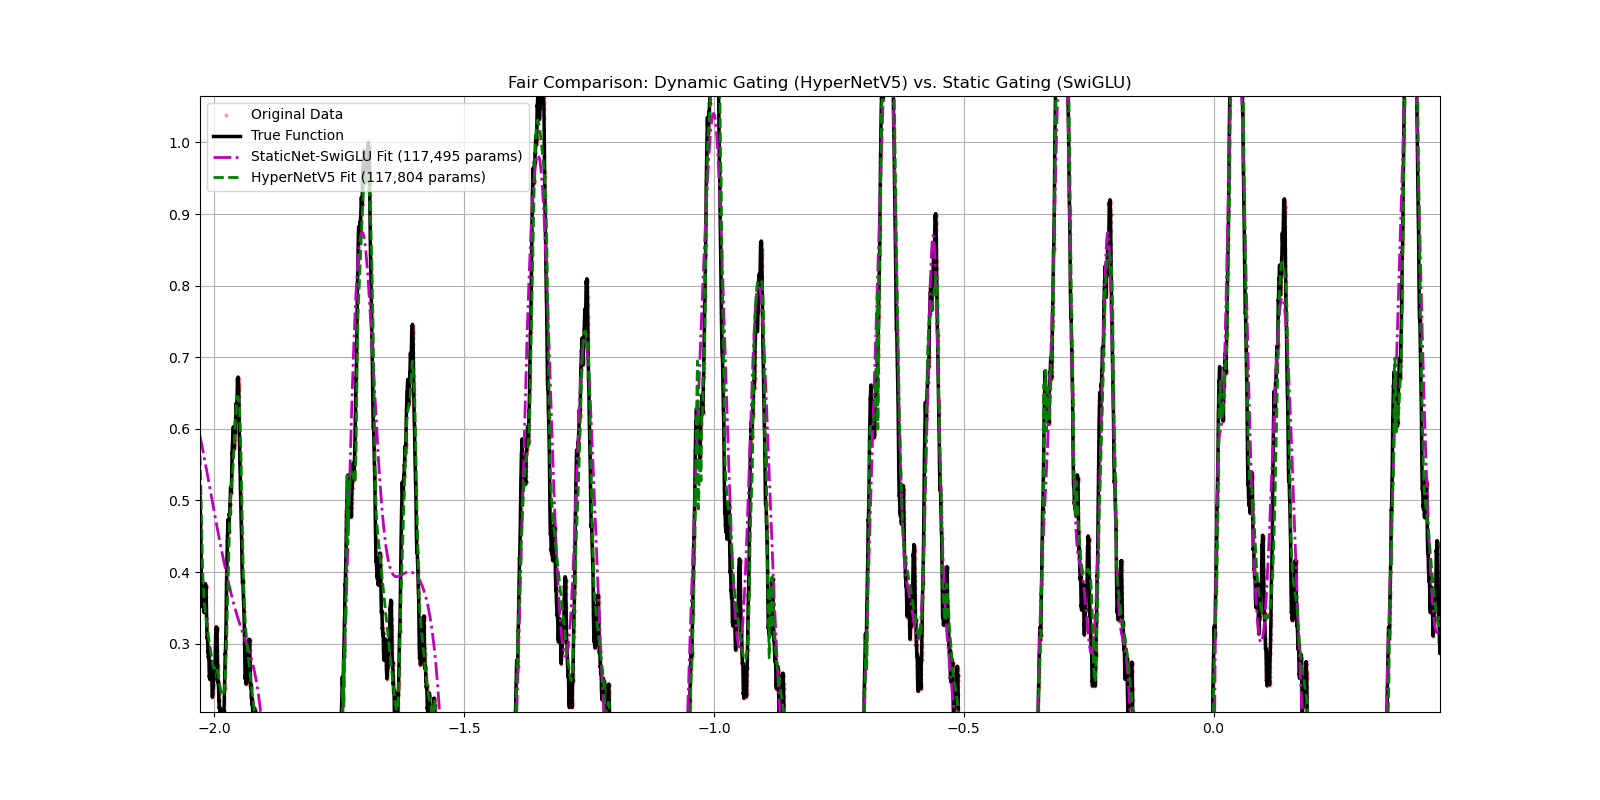 Fair Comparison: Dynamic Gating (HyperNetV5) vs. Static Gating (SwiGLU)
Original Data
True Function
StaticNet-SwiGLU Fit (117,495 params)
HyperNetV5 Fit (117,804 params)
1.0
0.9
0.8
0.7
0.6
0.5
0.4
0.3
−2.0 −1.5 −1.0 −0.5 0.0